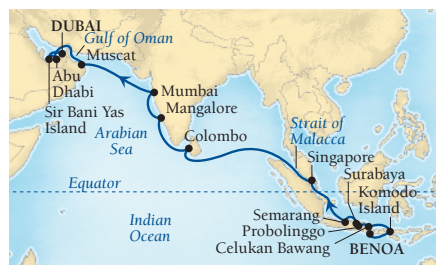 DUBAI
Gulf of Oman
Muscat
Abu
Dhabi
Sir Bani Yas
Island
Arabian
Sea
Mumbai
Mangalore
Colombo
Strait of
Malacca
Singapore
Surabaya
Komodo
Island
Equator
Indian
Ocean
Semarang
Probolinggo
Celukan Bawang
BENOA